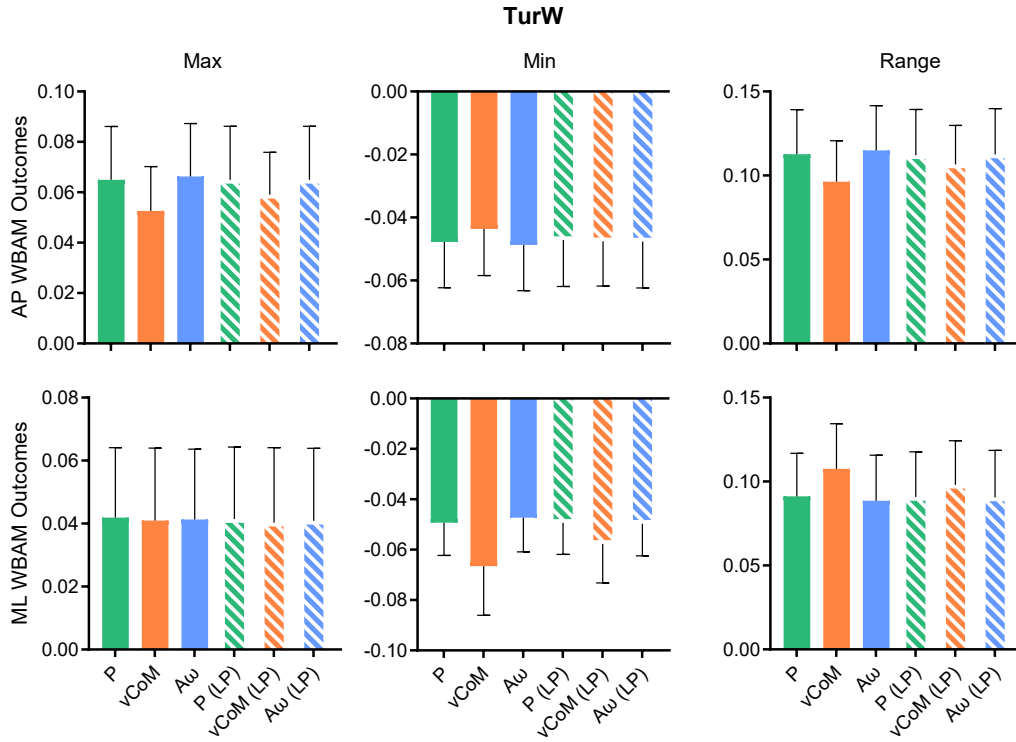 TurW
Max
Min
Range
AP WBAM Outcomes
0.10
0.08
0.06
0.04
0.02
0.00
0.00
-0.02
-0.04
-0.06
-0.08
0.15
0.10
0.05
0.00
ML WBAM Outcomes
0.08
0.06
0.04
0.02
0.00
0.00
-0.02
-0.04
-0.06
-0.08
-0.10
0.15
0.10
0.05
0.00
P
vCoM
Aω
P (LP)
vCoM (LP)
Aω (LP)
P
vCoM
Aω
P (LP)
vCoM (LP)
Aω (LP)
P
vCoM
Aω
P (LP)
vCoM (LP)
Aω (LP)